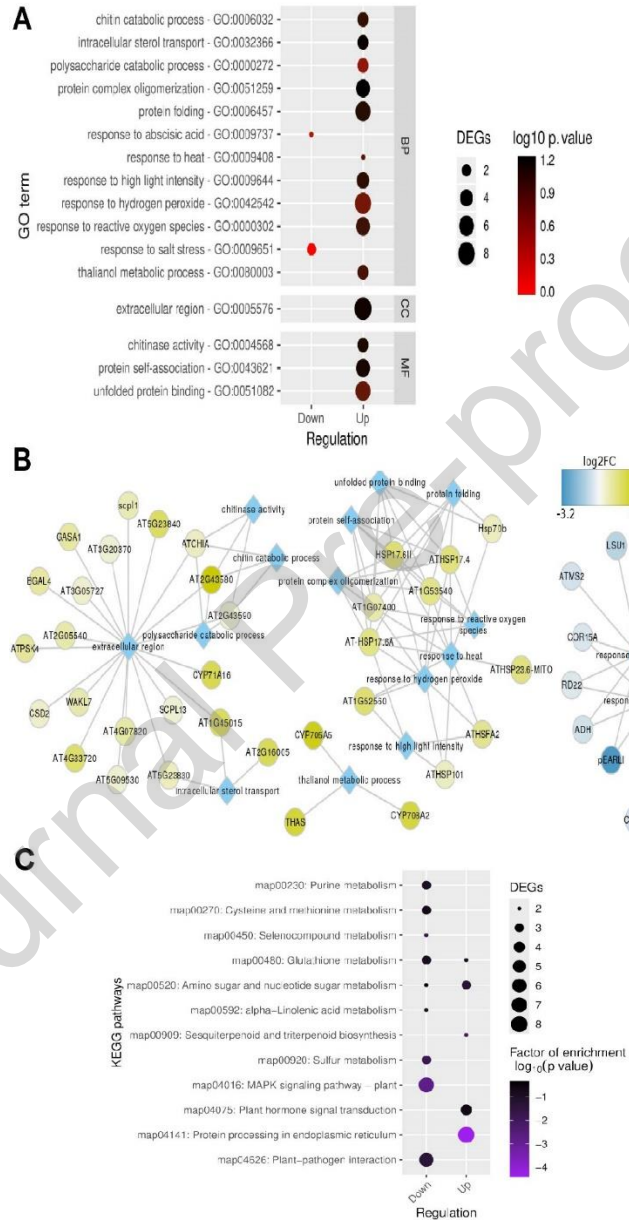 A
GO term
chitin catabolic process - GO:0006032
intracellular sterol transport - GO:0032366
polysaccharide catabolic process - GO:0000272
protein complex oligomerization - GO:0051259
protein folding - GO:0006457
response to abscisic acid - GO:0009737
response to heat - GO:0009408
response to high light intensity - GO:0009644
response to hydrogen peroxide - GO:0042542
response to reactive oxygen species - GO:0000302
response to salt stress - GO:0009651
thalianol metabolic process - GO:0080003
extracellular region - GO:0005576
chitinase activity - GO:0004568
protein self-association - GO:0043621
unfolded protein binding - GO:0051082
BP
CC
MF
Down Up
Regulation
DEGs
2
4
6
8
log10 p.value
1.2
0.9
0.6
0.3
0.0
B
log2FC
-3.2
unfolded protein binding
protein folding
scpl1
chitinase activity
protein self-association
Hsp70b
GASA1
AT5G23840
AT3G20370
ATCHIA
chitin catabolic process
HSP17.6II
ATHSP17.4
EGAL4
AT3G05727
AT2G43580
protein complex oligomerization
AT1G53540
AT2G05540
AT2G43590
AT1G07400
ATPSK4
polysaccharide catabolic process
extracellular region
AT-HSP17.6A
response to reactive oxygen
species
response to heat
CYP71A16
response to hydrogen peroxide
ATHSP23.6-MITO
CSD2
WAKL7
SCPL13
AT1G52560
AT4G07820
AT1G45015
CYP705A5
ATHSFA2
AT4G33720
AT2G16005
response to high light intensity
AT5G09530
AT5G23830
intracellular sterol transport
thalianol metabolic process
ATHSP101
THAS
CYP708A2
LSU1
ATMS2
COR15A
respons
RD22
respon
ADH
pEARLI
C
C
KEGG pathways
map00230: Purine metabolism
map00270: Cysteine and methionine metabolism
map00450: Selenocompound metabolism
map00480: Glutathione metabolism
map00520: Amino sugar and nucleotide sugar metabolism
map00592: alpha-Linolenic acid metabolism
map00909: Sesquiterpenoid and triterpenoid biosynthesis
map00920: Sulfur metabolism
map04016: MAPK signaling pathway - plant
map04075: Plant hormone signal transduction
map04141: Protein processing in endoplasmic reticulum
map04626: Plant-pathogen interaction
Down Up
Regulation
DEGs
2
3
4
5
6
7
8
Factor of enrichment
log₁₀(p value)
-1
-2
-3
-4
urnal Pre-proo